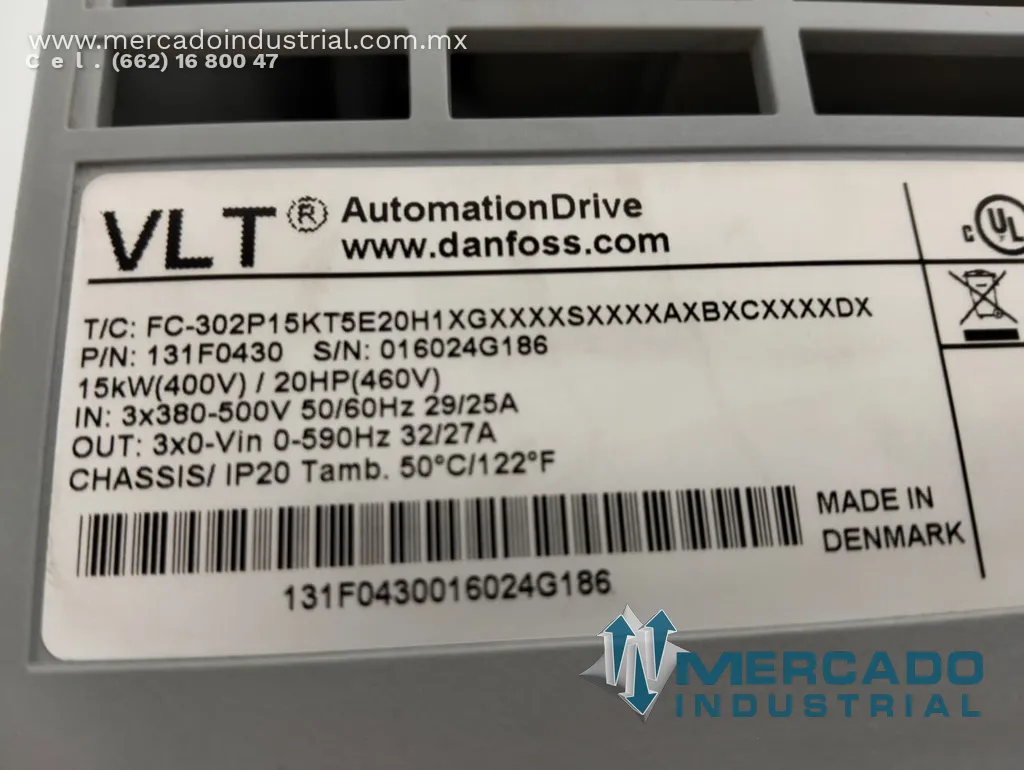 www.mercadoindustrial.com.mx
Cel. (662) 16 800 47
VLT® AutomationDrive
www.danfoss.com
T/C: FC-302P15KT5E20H1XGXXXXSXXXXAXBXCXXXXDX
P/N: 131F0430 S/N: 016024G186
15kW(400V) / 20HP(460V)
IN: 3x380-500V 50/60Hz 29/25A
OUT: 3x0-Vin 0-590Hz 32/27A
CHASSIS/ IP20 Tamb. 50°C/122°F
MADE IN
DENMARK
131F0430016024G186
c UL
MERCADO
INDUSTRIAL